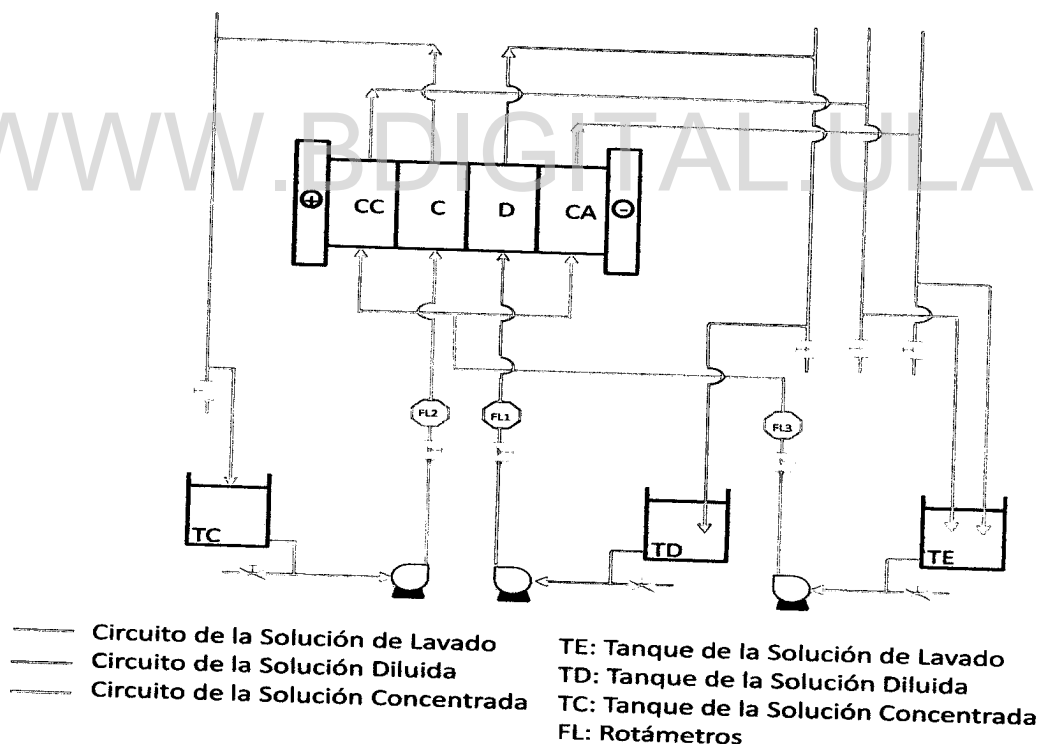 WWW.BDIGITAL.ULA
+
CC
C
D
CA
-
FL2
FL1
FL3
TC
TD
TE
Circuito de la Solución de Lavado
Circuito de la Solución Diluida
Circuito de la Solución Concentrada
TE: Tanque de la Solución de Lavado
TD: Tanque de la Solución Diluida
TC: Tanque de la Solución Concentrada
FL: Rotámetros